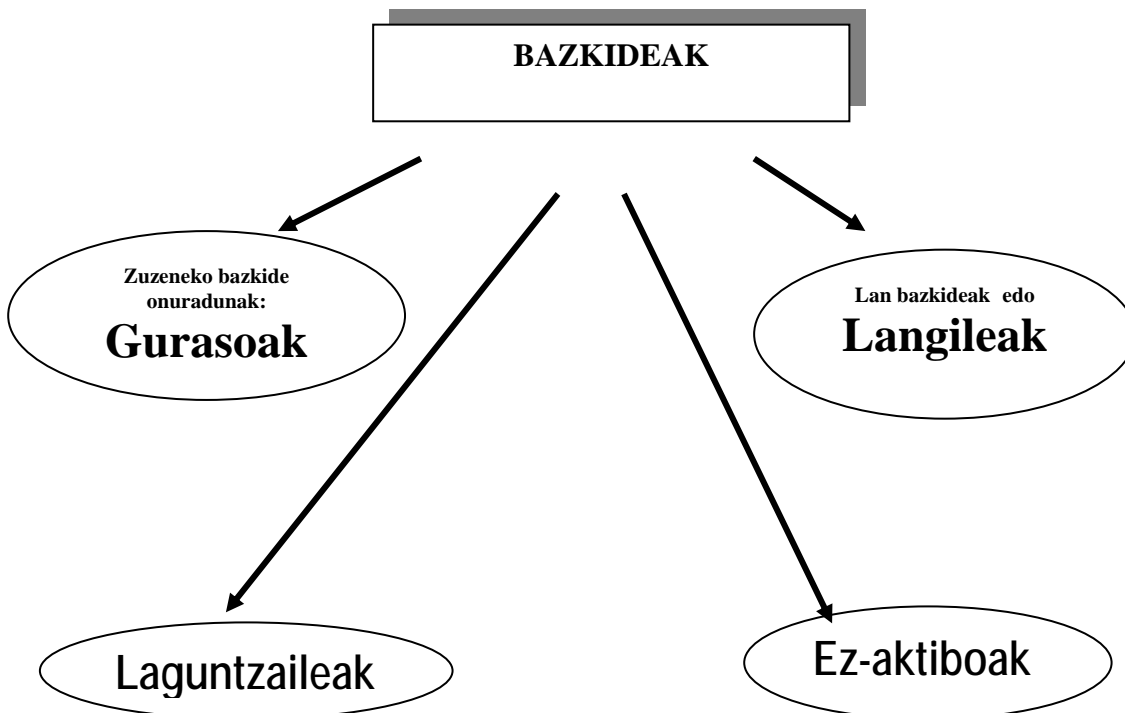 BAZKIDEAK
Zuzeneko bazkide
onuradunak:
Gurasoak
Lan bazkideak edo
Langileak
Laguntzaileak
Ez-aktiboak